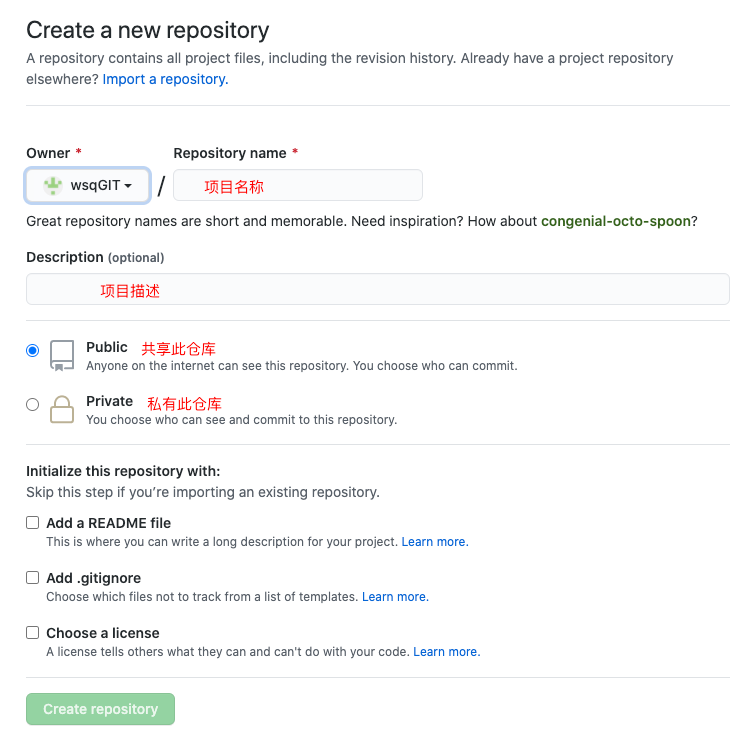 Create a new repository
A repository contains all project files, including the revision history. Already have a project repository
elsewhere? Import a repository.
Owner *
Repository name *
wsqGIT
/
项目名称
Great repository names are short and memorable. Need inspiration? How about congenial-octo-spoon?
Description (optional)
项目描述
Public 共享此仓库
Anyone on the internet can see this repository. You choose who can commit.
Private 私有此仓库
You choose who can see and commit to this repository.
Initialize this repository with:
Skip this step if you’re importing an existing repository.
Add a README file
This is where you can write a long description for your project. Learn more.
Add .gitignore
Choose which files not to track from a list of templates. Learn more.
Choose a license
A license tells others what they can and can't do with your code. Learn more.
Create repository